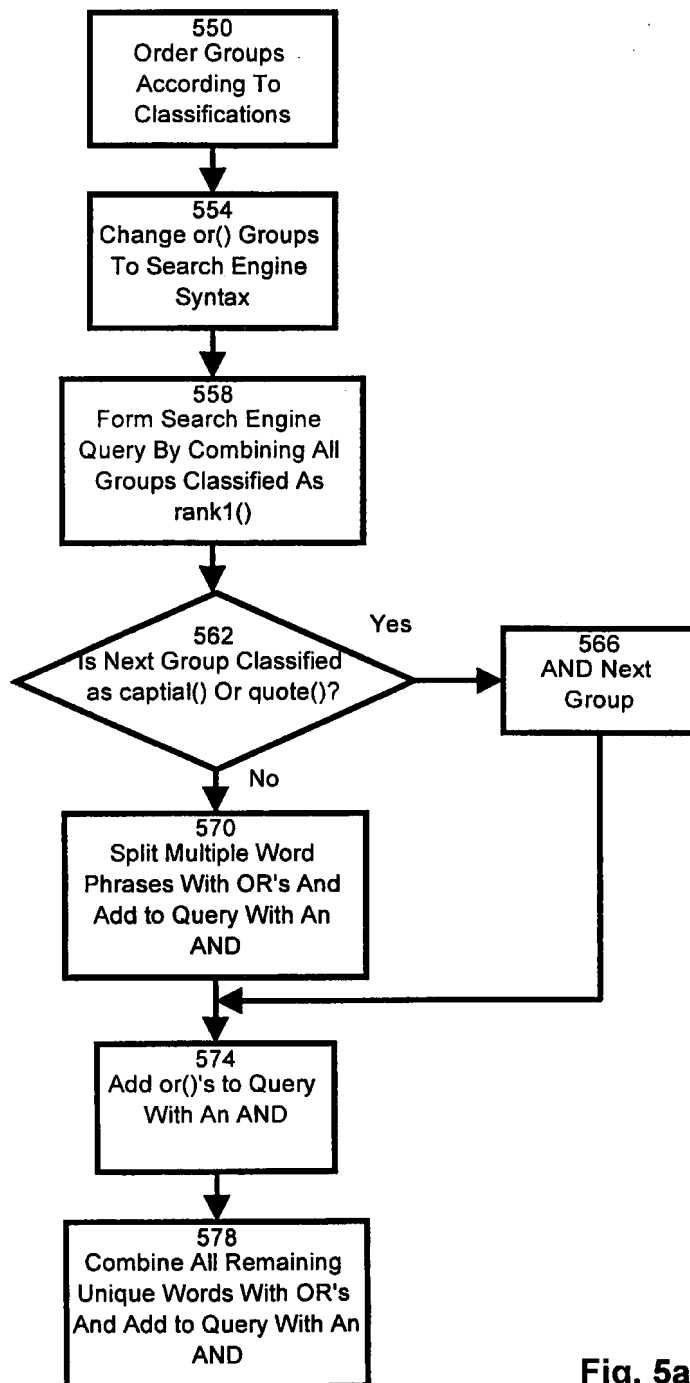 550
Order Groups
According To
Classifications
554
Change or() Groups
To Search Engine
Syntax
558
Form Search Engine
Query By Combining All
Groups Classified As
rank1()
562
Is Next Group Classified
as captial() Or quote()?
Yes
566
AND Next
Group
No
570
Split Multiple Word
Phrases With OR's And
Add to Query With An
AND
574
Add or()'s to Query
With An AND
578
Combine All Remaining
Unique Words With OR's
And Add to Query With An
AND
Fig. 5a